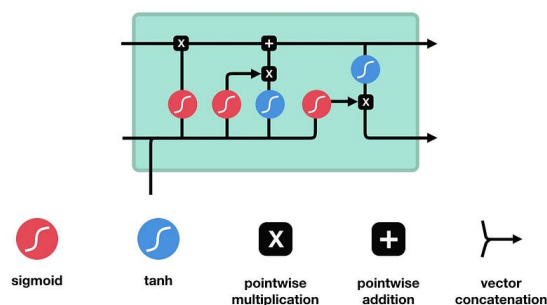 sigmoid
tanh
pointwise
multiplication
pointwise
addition
vector
concatenation